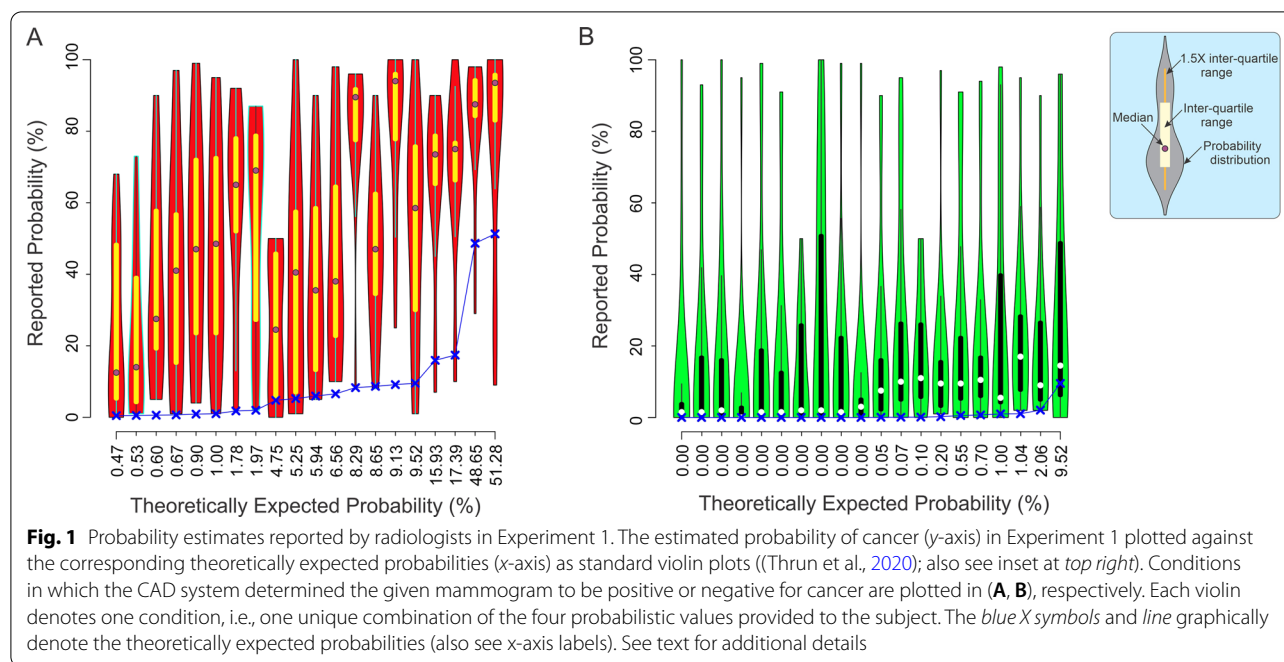 A
B
Reported Probability (%)
0 20 40 60 80 100
0.47 0.53 0.60 0.67 0.90 1.00 1.78 1.97 4.75 5.25 5.94 6.56 8.29 8.65 9.13 9.52 15.93 17.39 48.65 51.28
Theoretically Expected Probability (%)
Reported Probability (%)
0 20 40 60 80 100
0.00 0.00 0.00 0.00 0.00 0.00 0.00 0.00 0.00 0.00 0.05 0.07 0.10 0.20 0.55 0.70 1.00 1.04 2.06 9.52
Theoretically Expected Probability (%)
1.5X inter-quartile
range
Inter-quartile
range
Median
Probability
distribution
Fig. 1 Probability estimates reported by radiologists in Experiment 1. The estimated probability of cancer (y-axis) in Experiment 1 plotted against
the corresponding theoretically expected probabilities (x-axis) as standard violin plots ((Thrun et al., 2020); also see inset at top right). Conditions
in which the CAD system determined the given mammogram to be positive or negative for cancer are plotted in (A, B), respectively. Each violin
denotes one condition, i.e., one unique combination of the four probabilistic values provided to the subject. The blue X symbols and line graphically
denote the theoretically expected probabilities (also see x-axis labels). See text for additional details